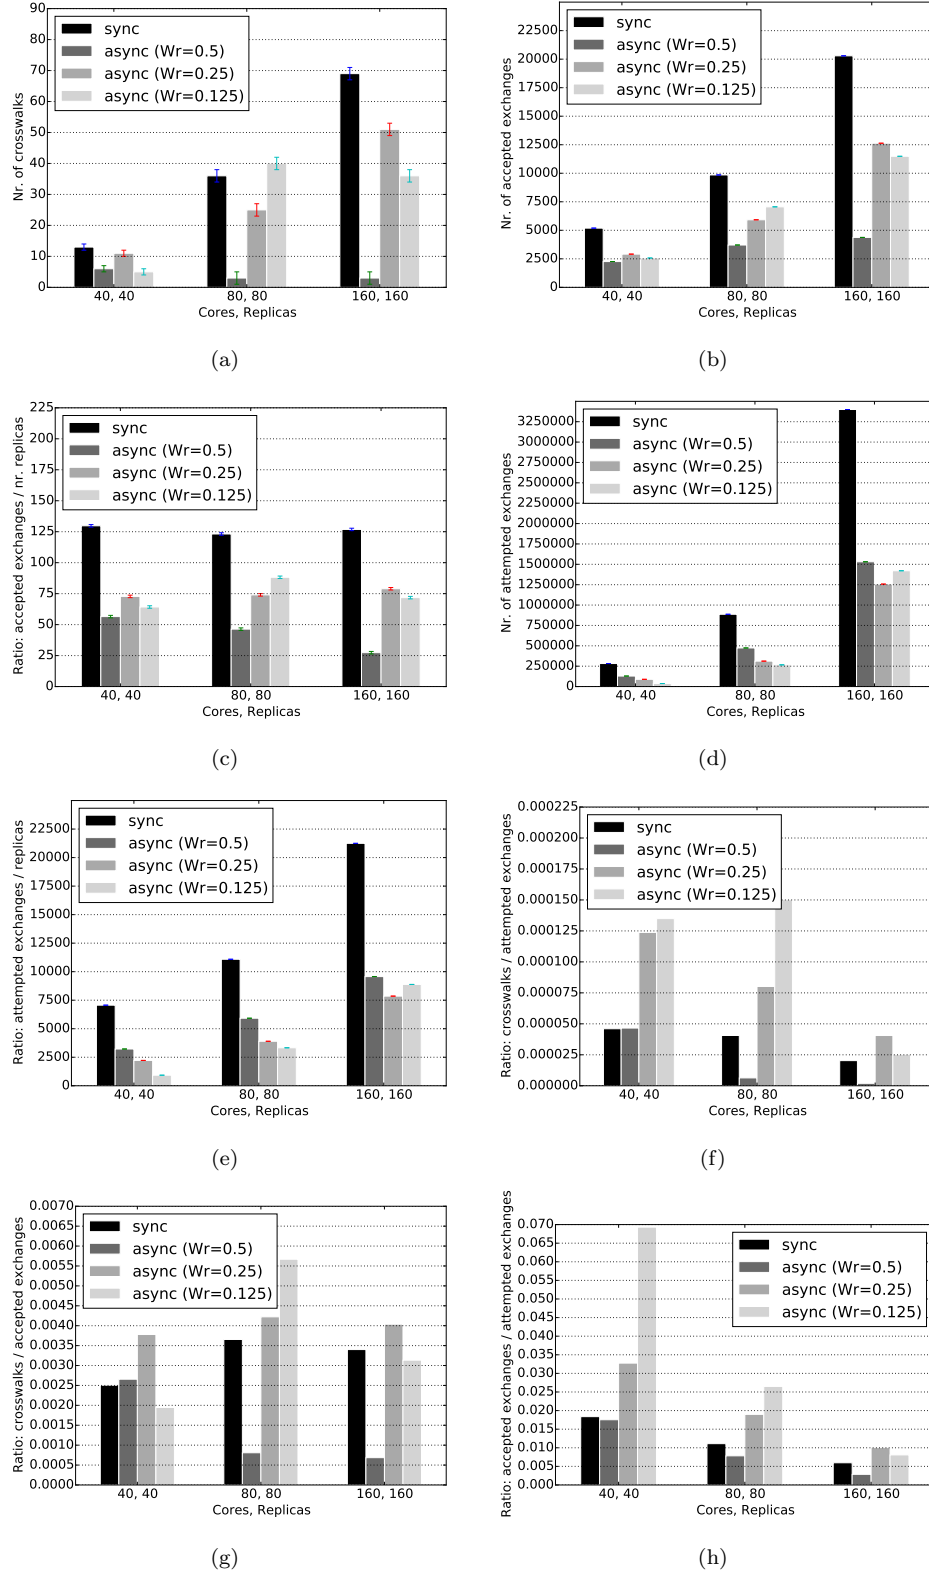 90
80
70
60
50
40
30
20
10
0
Nr. of crosswalks
sync
async (Wr=0.5)
async (Wr=0.25)
async (Wr=0.125)
40, 40
80, 80
160, 160
Cores, Replicas
(a)
22500
20000
17500
15000
12500
10000
7500
5000
2500
0
Nr. of accepted exchanges
sync
async (Wr=0.5)
async (Wr=0.25)
async (Wr=0.125)
40, 40
80, 80
160, 160
Cores, Replicas
(b)
225
200
175
150
125
100
75
50
25
0
Ratio: accepted exchanges / nr. replicas
sync
async (Wr=0.5)
async (Wr=0.25)
async (Wr=0.125)
40, 40
80, 80
160, 160
Cores, Replicas
(c)
3250000
3000000
2750000
2500000
2250000
2000000
1750000
1500000
1250000
1000000
750000
500000
250000
0
Nr. of attempted exchanges
sync
async (Wr=0.5)
async (Wr=0.25)
async (Wr=0.125)
40, 40
80, 80
160, 160
Cores, Replicas
(d)
22500
20000
17500
15000
12500
10000
7500
5000
2500
0
Ratio: attempted exchanges / replicas
sync
async (Wr=0.5)
async (Wr=0.25)
async (Wr=0.125)
40, 40
80, 80
160, 160
Cores, Replicas
(e)
0.000225
0.000200
0.000175
0.000150
0.000125
0.000100
0.000075
0.000050
0.000025
0.000000
Ratio: crosswalks / attempted exchanges
sync
async (Wr=0.5)
async (Wr=0.25)
async (Wr=0.125)
40, 40
80, 80
160, 160
Cores, Replicas
(f)
0.0070
0.0065
0.0060
0.0055
0.0050
0.0045
0.0040
0.0035
0.0030
0.0025
0.0020
0.0015
0.0010
0.0005
0.0000
Ratio: crosswalks / accepted exchanges
sync
async (Wr=0.5)
async (Wr=0.25)
async (Wr=0.125)
40, 40
80, 80
160, 160
Cores, Replicas
(g)
0.070
0.065
0.060
0.055
0.050
0.045
0.040
0.035
0.030
0.025
0.020
0.015
0.010
0.005
0.000
Ratio: accepted exchanges / attempted exchanges
sync
async (Wr=0.5)
async (Wr=0.25)
async (Wr=0.125)
40, 40
80, 80
160, 160
Cores, Replicas
(h)